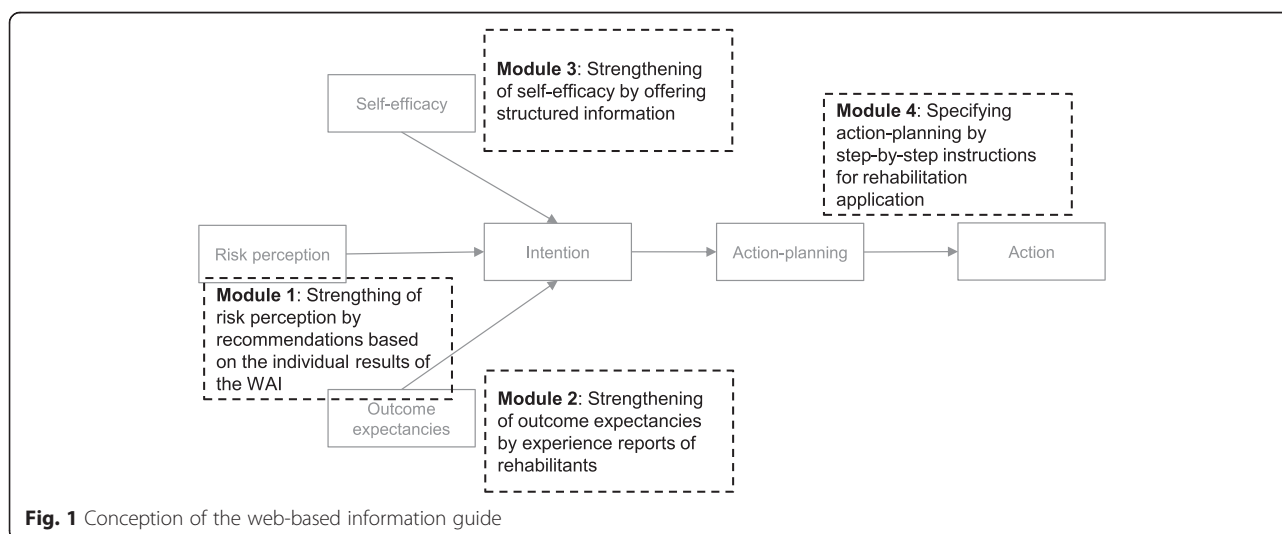 Self-efficacy
Module 3: Strengthening
of self-efficacy by offering
structured information
Module 4: Specifying
action-planning by
step-by-step instructions
for rehabilitation
application
Risk perception
Intention
Action-planning
Action
Module 1: Strengthing of
risk perception by
recommendations based
on the individual results of
the WAI
Outcome
expectancies
Module 2: Strengthening
of outcome expectancies
by experience reports of
rehabilitants
Fig. 1 Conception of the web-based information guide